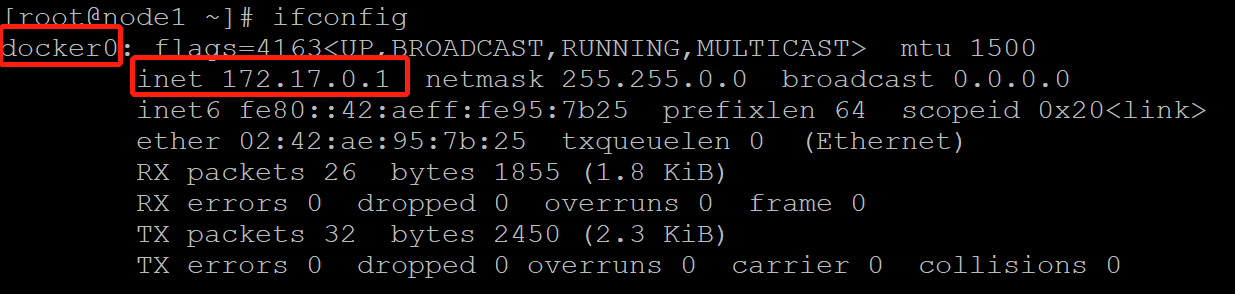 [root@node1 ~]# ifconfig
docker0: flags=4163<UP,BROADCAST,RUNNING,MULTICAST>  mtu 1500
        inet 172.17.0.1  netmask 255.255.0.0  broadcast 0.0.0.0
        inet6 fe80::42:aeff:fe95:7b25  prefixlen 64  scopeid 0x20<link>
        ether 02:42:ae:95:7b:25  txqueuelen 0  (Ethernet)
        RX packets 26  bytes 1855 (1.8 KiB)
        RX errors 0  dropped 0  overruns 0  frame 0
        TX packets 32  bytes 2450 (2.3 KiB)
        TX errors 0  dropped 0 overruns 0  carrier 0  collisions 0